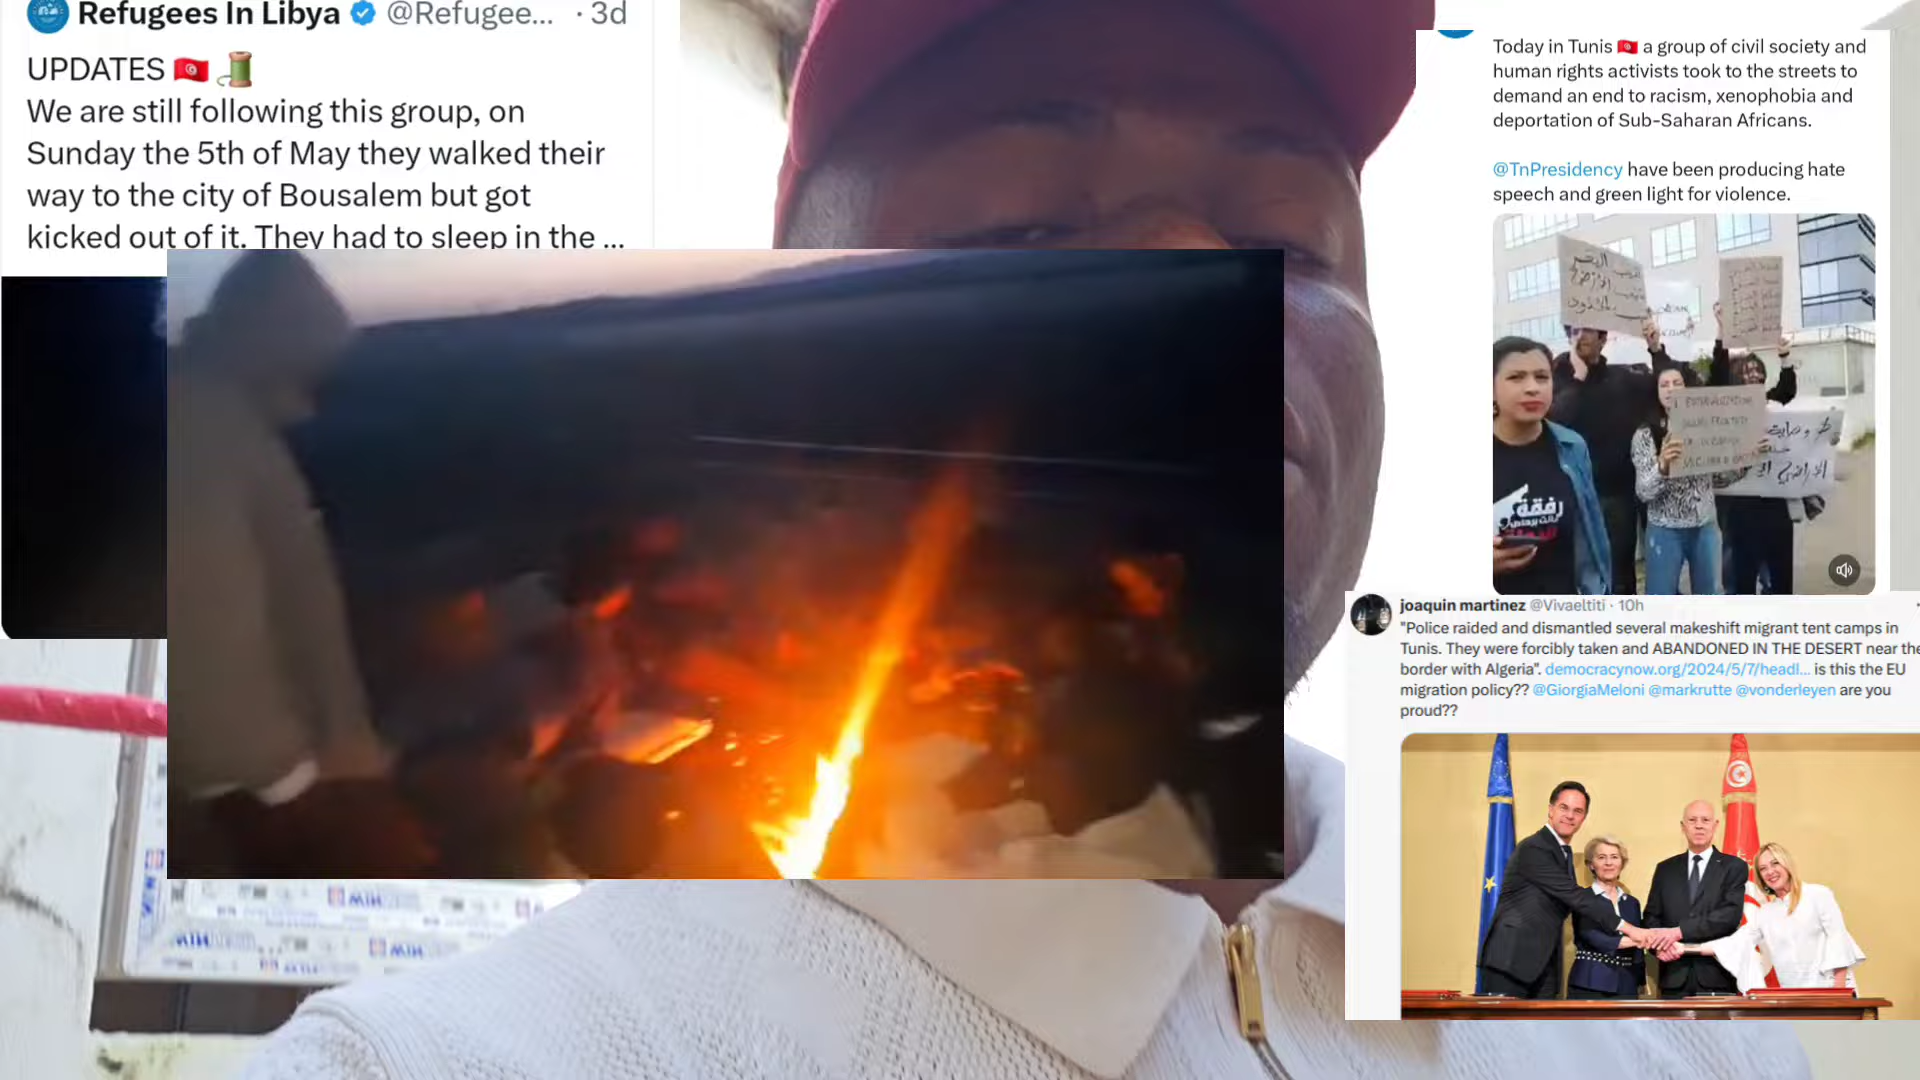 Refugees In Libya @Refugee... · 3d
UPDATES
We are still following this group, on
Sunday the 5th of May they walked their
way to the city of Bousalem but got
kicked out of it. They had to sleep in the ...
Today in Tunis a group of civil society and
human rights activists took to the streets to
demand an end to racism, xenophobia and
deportation of Sub-Saharan Africans.
@TnPresidency have been producing hate
speech and green light for violence.
رفقة
joaquin martinez @Vivaeltiti · 10h
"Police raided and dismantled several makeshift migrant tent camps in
Tunis. They were forcibly taken and ABANDONED IN THE DESERT near the
border with Algeria". democracynow.org/2024/5/7/headl... is this the EU
migration policy?? @GiorgiaMeloni @markrutte @vonderleyen are you
proud??